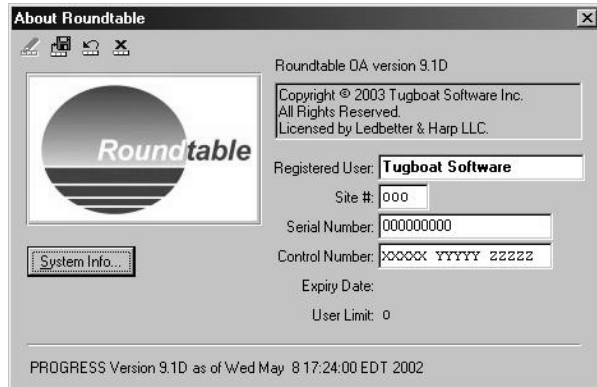 About Roundtable
Roundtable OA version 9.1D
Copyright © 2003 Tugboat Software Inc.
All Rights Reserved.
Licensed by Ledbetter & Harp LLC.
Roundtable
Registered User: Tugboat Software
Site #: 000
Serial Number: 000000000
System Info...
Control Number: XXXXX YYYYY ZZZZZ
Expiry Date:
User Limit: 0
PROGRESS Version 9.1D as of Wed May 8 17:24:00 EDT 2002